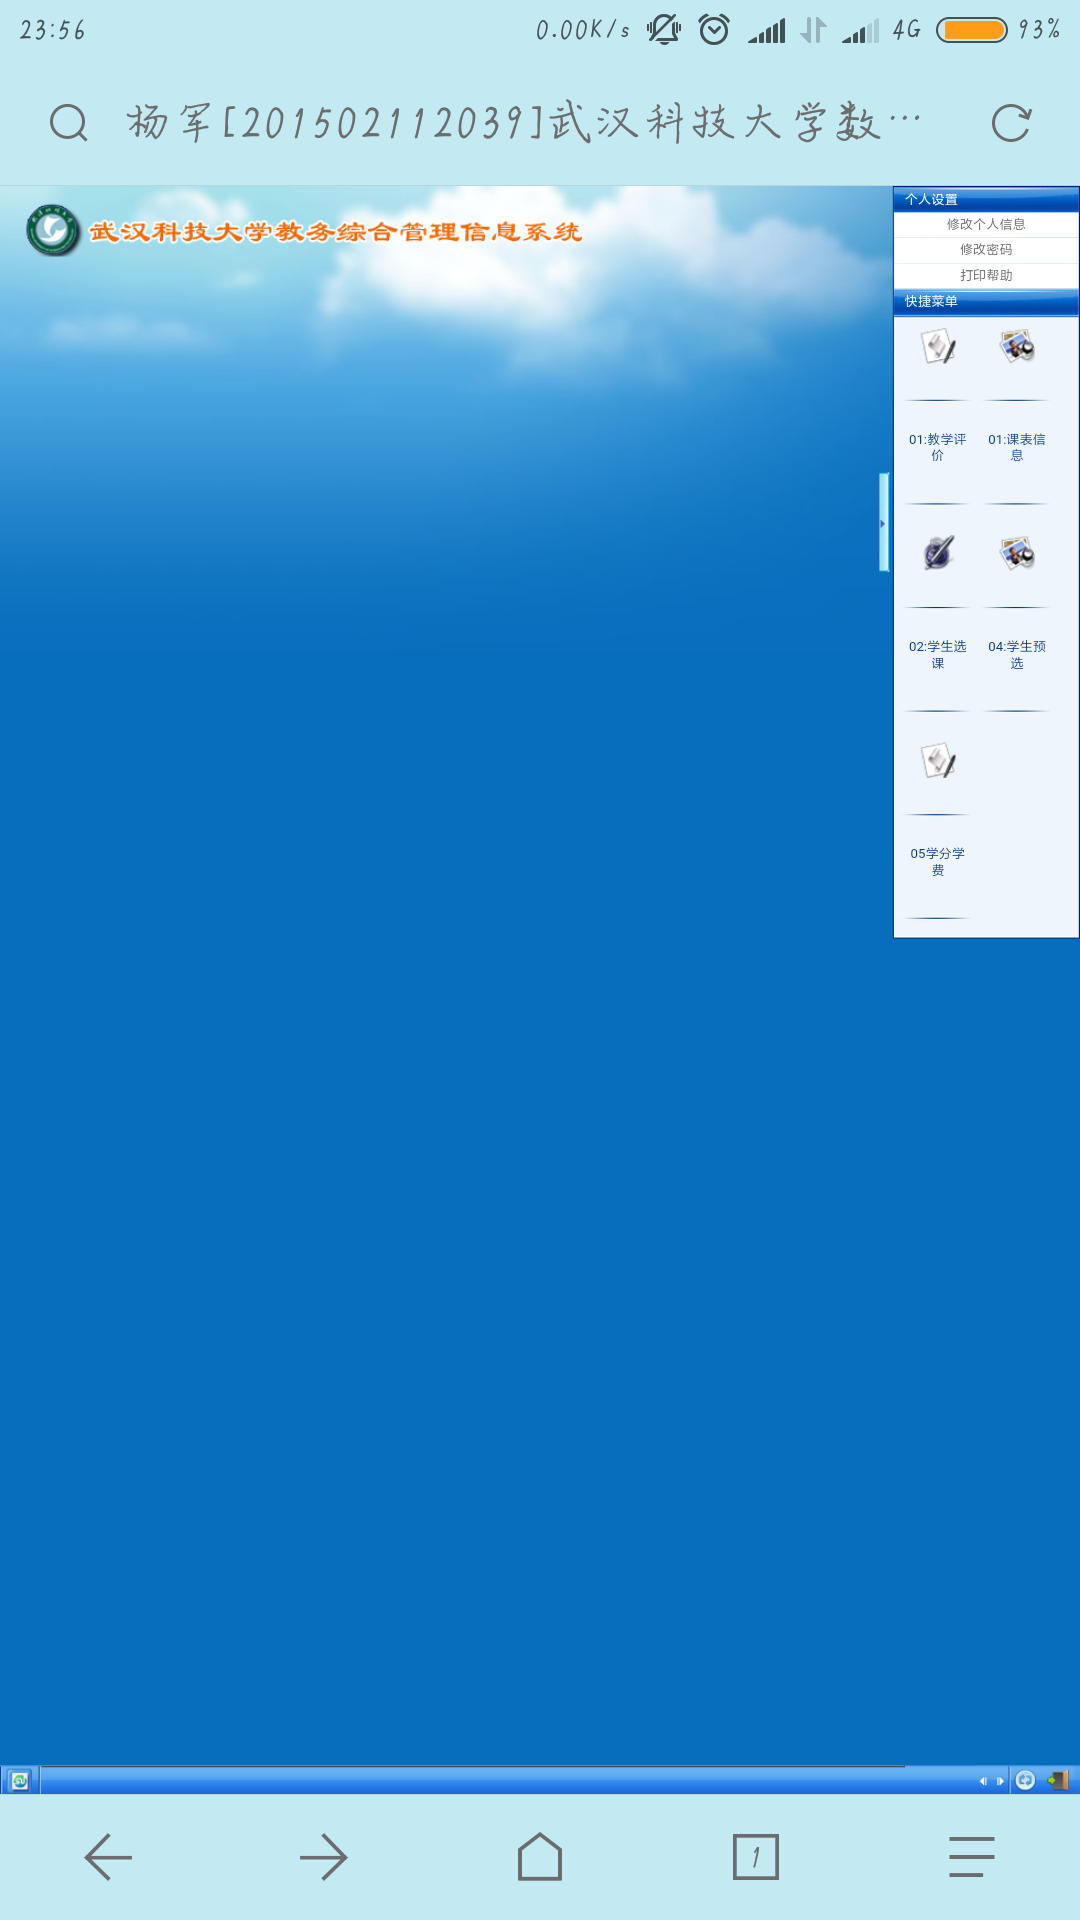 23:56 0.00K/s 4G 93%
杨军[201502112039]武汉科技大学数…
武汉科技大学教务综合管理信息系统
个人设置
修改个人信息
修改密码
打印帮助
快捷菜单
01:教学评
价
01:课表信
息
02:学生选
课
04:学生预
选
05学分学
费
1